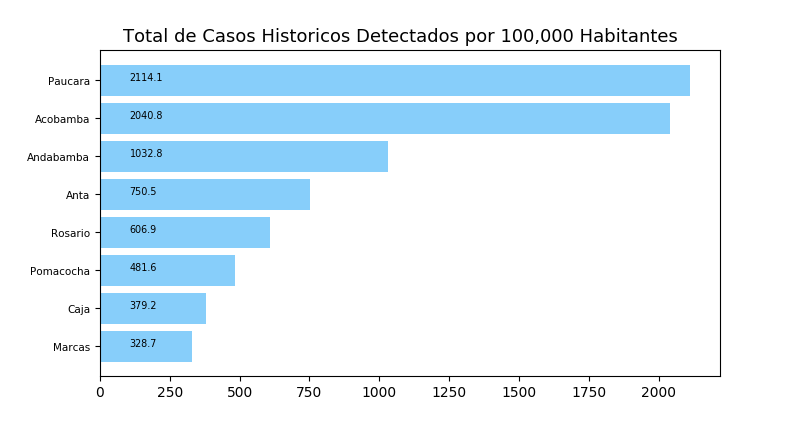 Total de Casos Historicos Detectados por 100,000 Habitantes
Paucara 2114.1
Acobamba 2040.8
Andabamba 1032.8
Anta 750.5
Rosario 606.9
Pomacocha 481.6
Caja 379.2
Marcas 328.7
0 250 500 750 1000 1250 1500 1750 2000